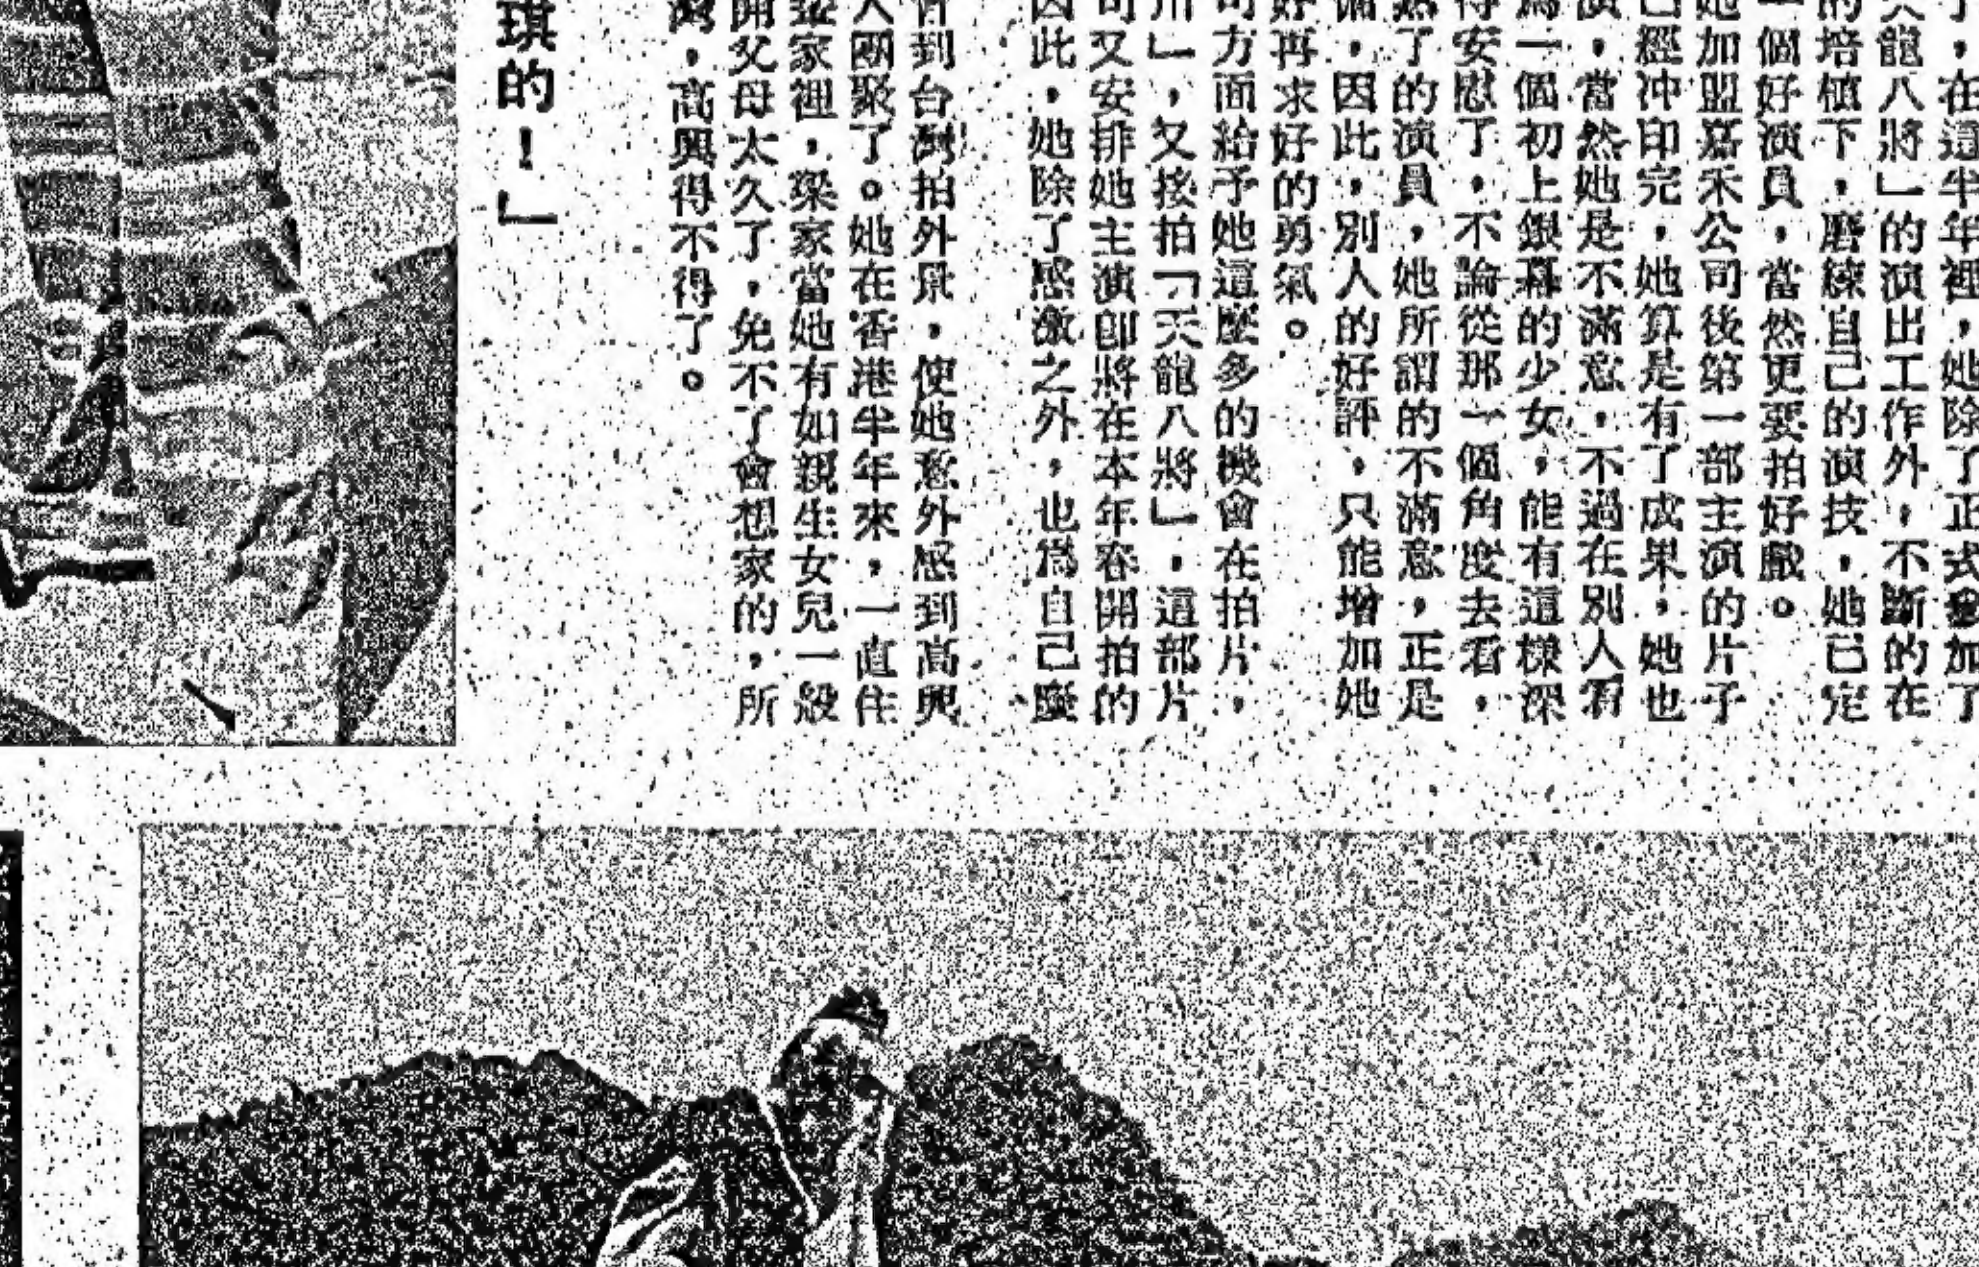 ，在這半年裡，她除了正式參加了
龍八將」的演出工作外，不斷的在
的培植下，磨練自己的演技，她已定
一個好演員，當然更要拍好戲。
她加盟嘉禾公司後第一部主演的片子
已經沖印完，她算是有了成果，她也
演，當然她是不滿意，不過在別人看
為一個初上銀幕的少女，能有這樣深
得安慰了，不論從那一個角度去看，
熟了的演員，她所謂的不滿意，正是
，因此，別人的好評，只能增加她
好再求好的勇氣。
司方面給予她這麼多的機會在拍片，
川」，又接拍「天龍八將」，這部片
司又安排她主演即將在本年春開拍的
因此，她除了感激之外，也為自己慶
到台灣拍外景，使她意外感到高興
人團聚了。她在香港半年來，一直住
家裡，梁家當她有如親生女兒一般
開父母太久了，免不了會想家的，所
灣，高興得不得了。
琪的！」